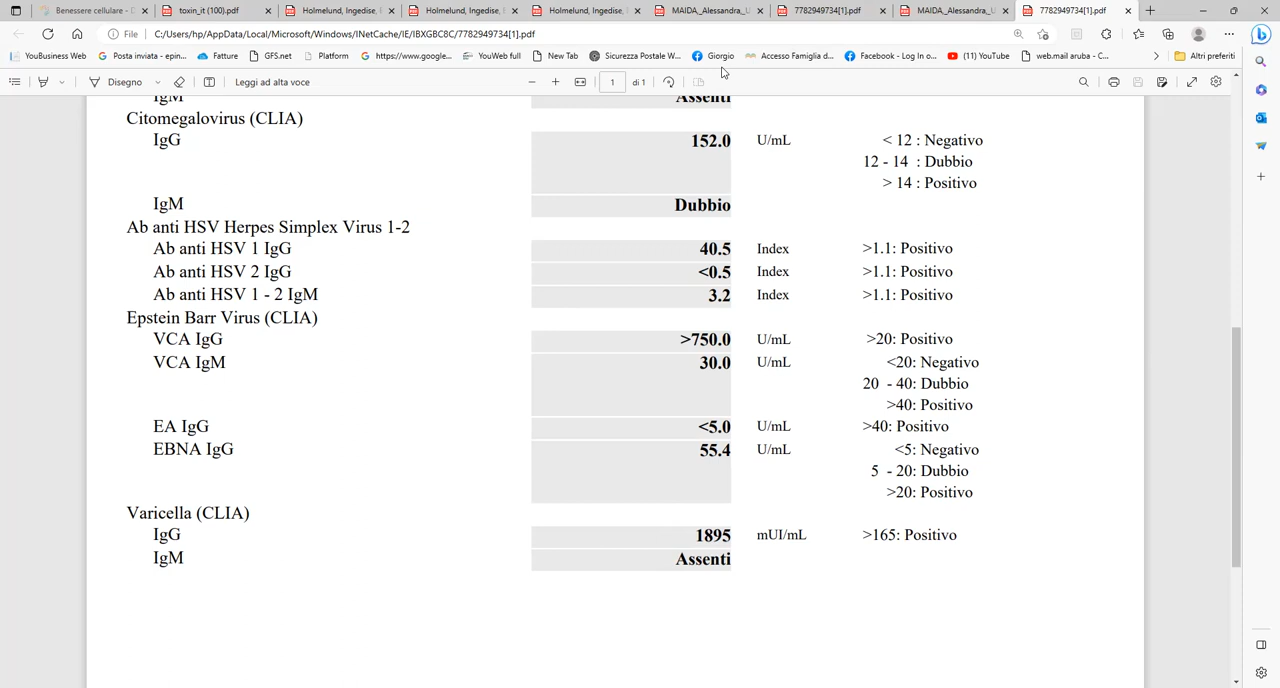 Benessere cellulare - D
toxin_it (100).pdf
Holmelund, Ingedise, F
Holmelund, Ingedise, F
Holmelund, Ingedise, F
MAIDA_Alessandra_U
7782949734[1].pdf
MAIDA_Alessandra_U
7782949734[1].pdf
File C:/Users/hp/AppData/Local/Microsoft/Windows/INetCache/IE/IBXGBC8C/7782949734[1].pdf
YouBusiness Web Posta inviata - epin... Fatture GFS.net Platform https://www.google... YouWeb full New Tab Sicurezza Postale W... Giorgio Accesso Famiglia d... Facebook - Log In o... (11) YouTube web.mail aruba - C... Altri preferiti
Disegno Leggi ad alta voce 1 di 1
IgM Assenti
Citomegalovirus (CLIA)
IgG 152.0 U/mL < 12 : Negativo
12 - 14 : Dubbio
> 14 : Positivo
IgM Dubbio
Ab anti HSV Herpes Simplex Virus 1-2
Ab anti HSV 1 IgG 40.5 Index >1.1: Positivo
Ab anti HSV 2 IgG <0.5 Index >1.1: Positivo
Ab anti HSV 1 - 2 IgM 3.2 Index >1.1: Positivo
Epstein Barr Virus (CLIA)
VCA IgG >750.0 U/mL >20: Positivo
VCA IgM 30.0 U/mL <20: Negativo
20 - 40: Dubbio
>40: Positivo
EA IgG <5.0 U/mL >40: Positivo
EBNA IgG 55.4 U/mL <5: Negativo
5 - 20: Dubbio
>20: Positivo
Varicella (CLIA)
IgG 1895 mUI/mL >165: Positivo
IgM Assenti